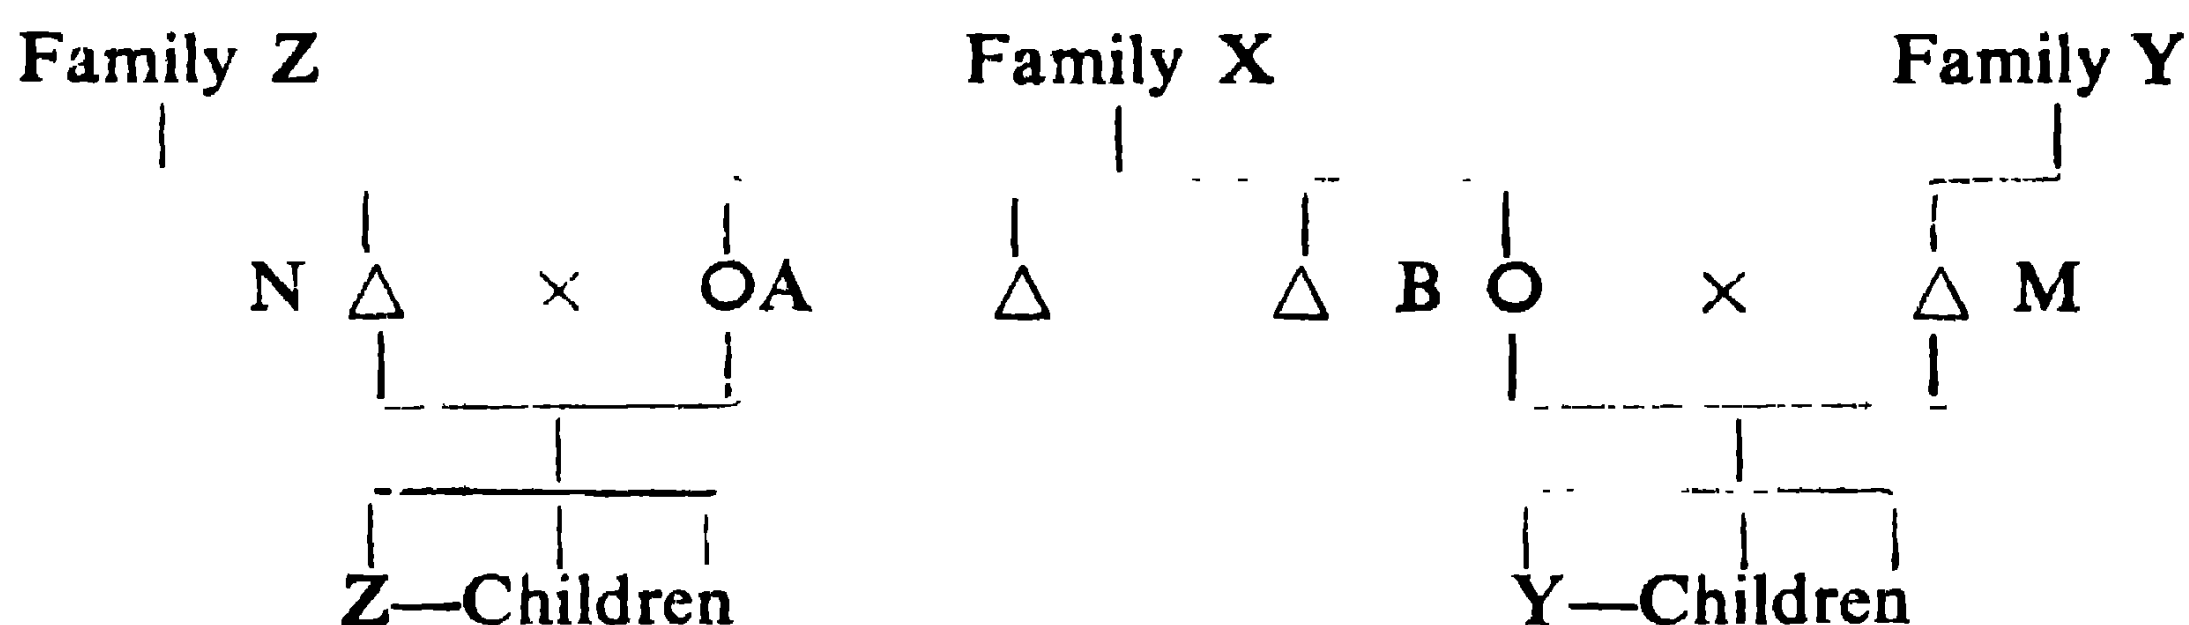 Family Z Family X Family Y
N △ × O A △ △ B O × △ M
Z—Children Y—Children